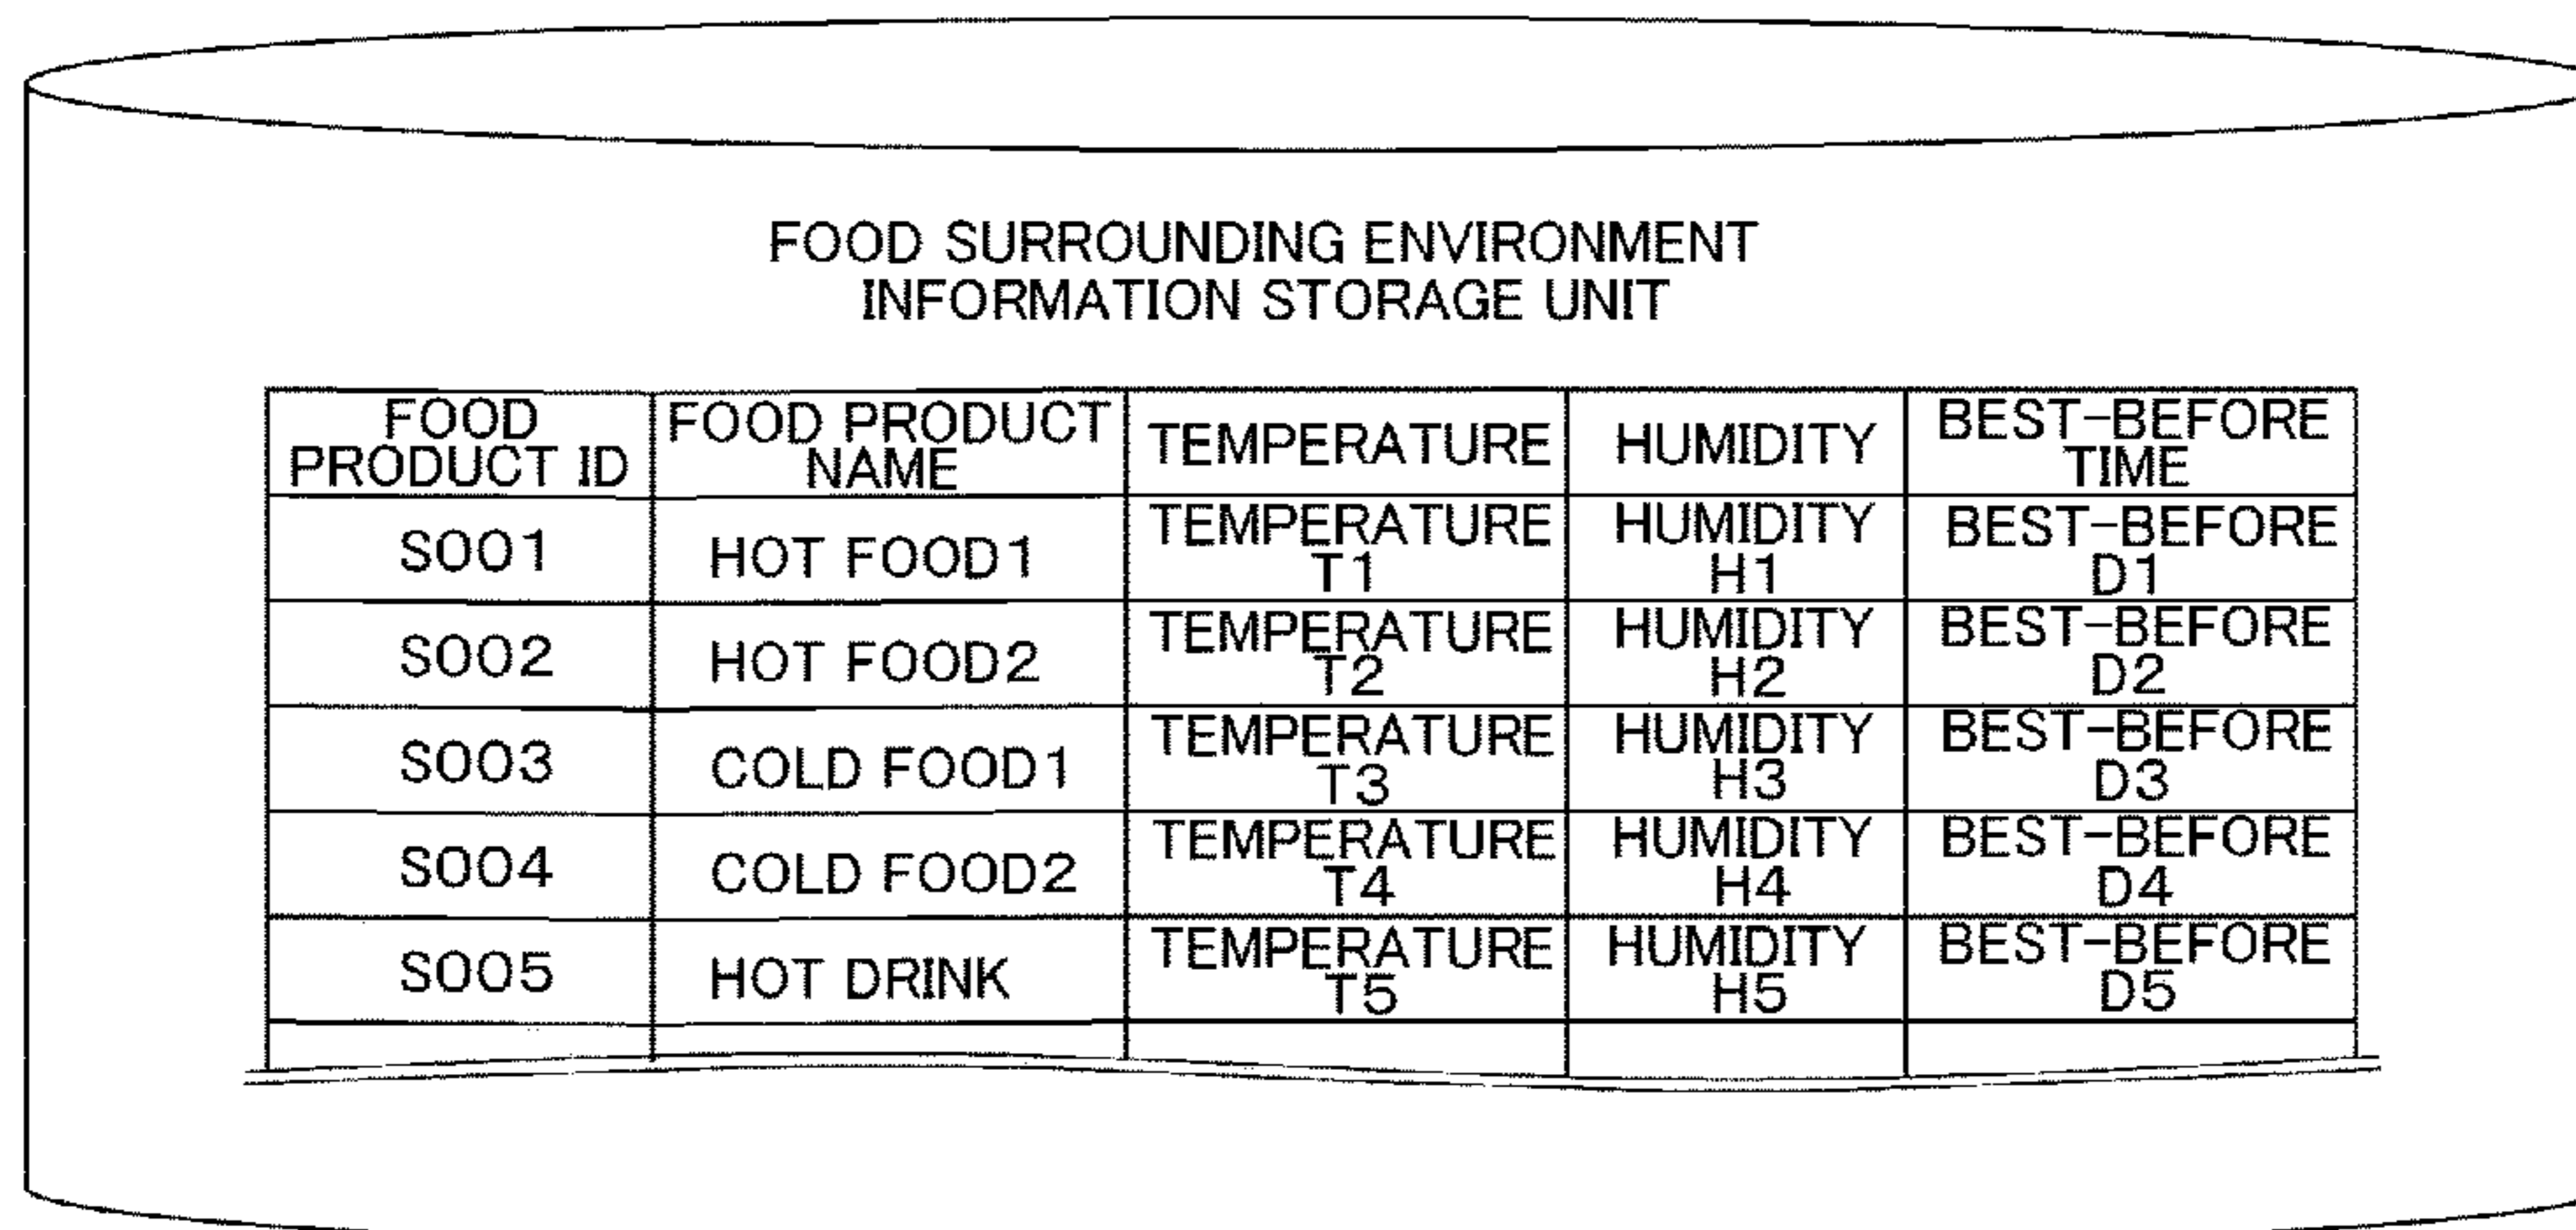 FOOD SURROUNDING ENVIRONMENT
INFORMATION STORAGE UNIT
FOOD PRODUCT ID FOOD PRODUCT NAME TEMPERATURE HUMIDITY BEST-BEFORE TIME
S001 HOT FOOD1 TEMPERATURE T1 HUMIDITY H1 BEST-BEFORE D1
S002 HOT FOOD2 TEMPERATURE T2 HUMIDITY H2 BEST-BEFORE D2
S003 COLD FOOD1 TEMPERATURE T3 HUMIDITY H3 BEST-BEFORE D3
S004 COLD FOOD2 TEMPERATURE T4 HUMIDITY H4 BEST-BEFORE D4
S005 HOT DRINK TEMPERATURE T5 HUMIDITY H5 BEST-BEFORE D5